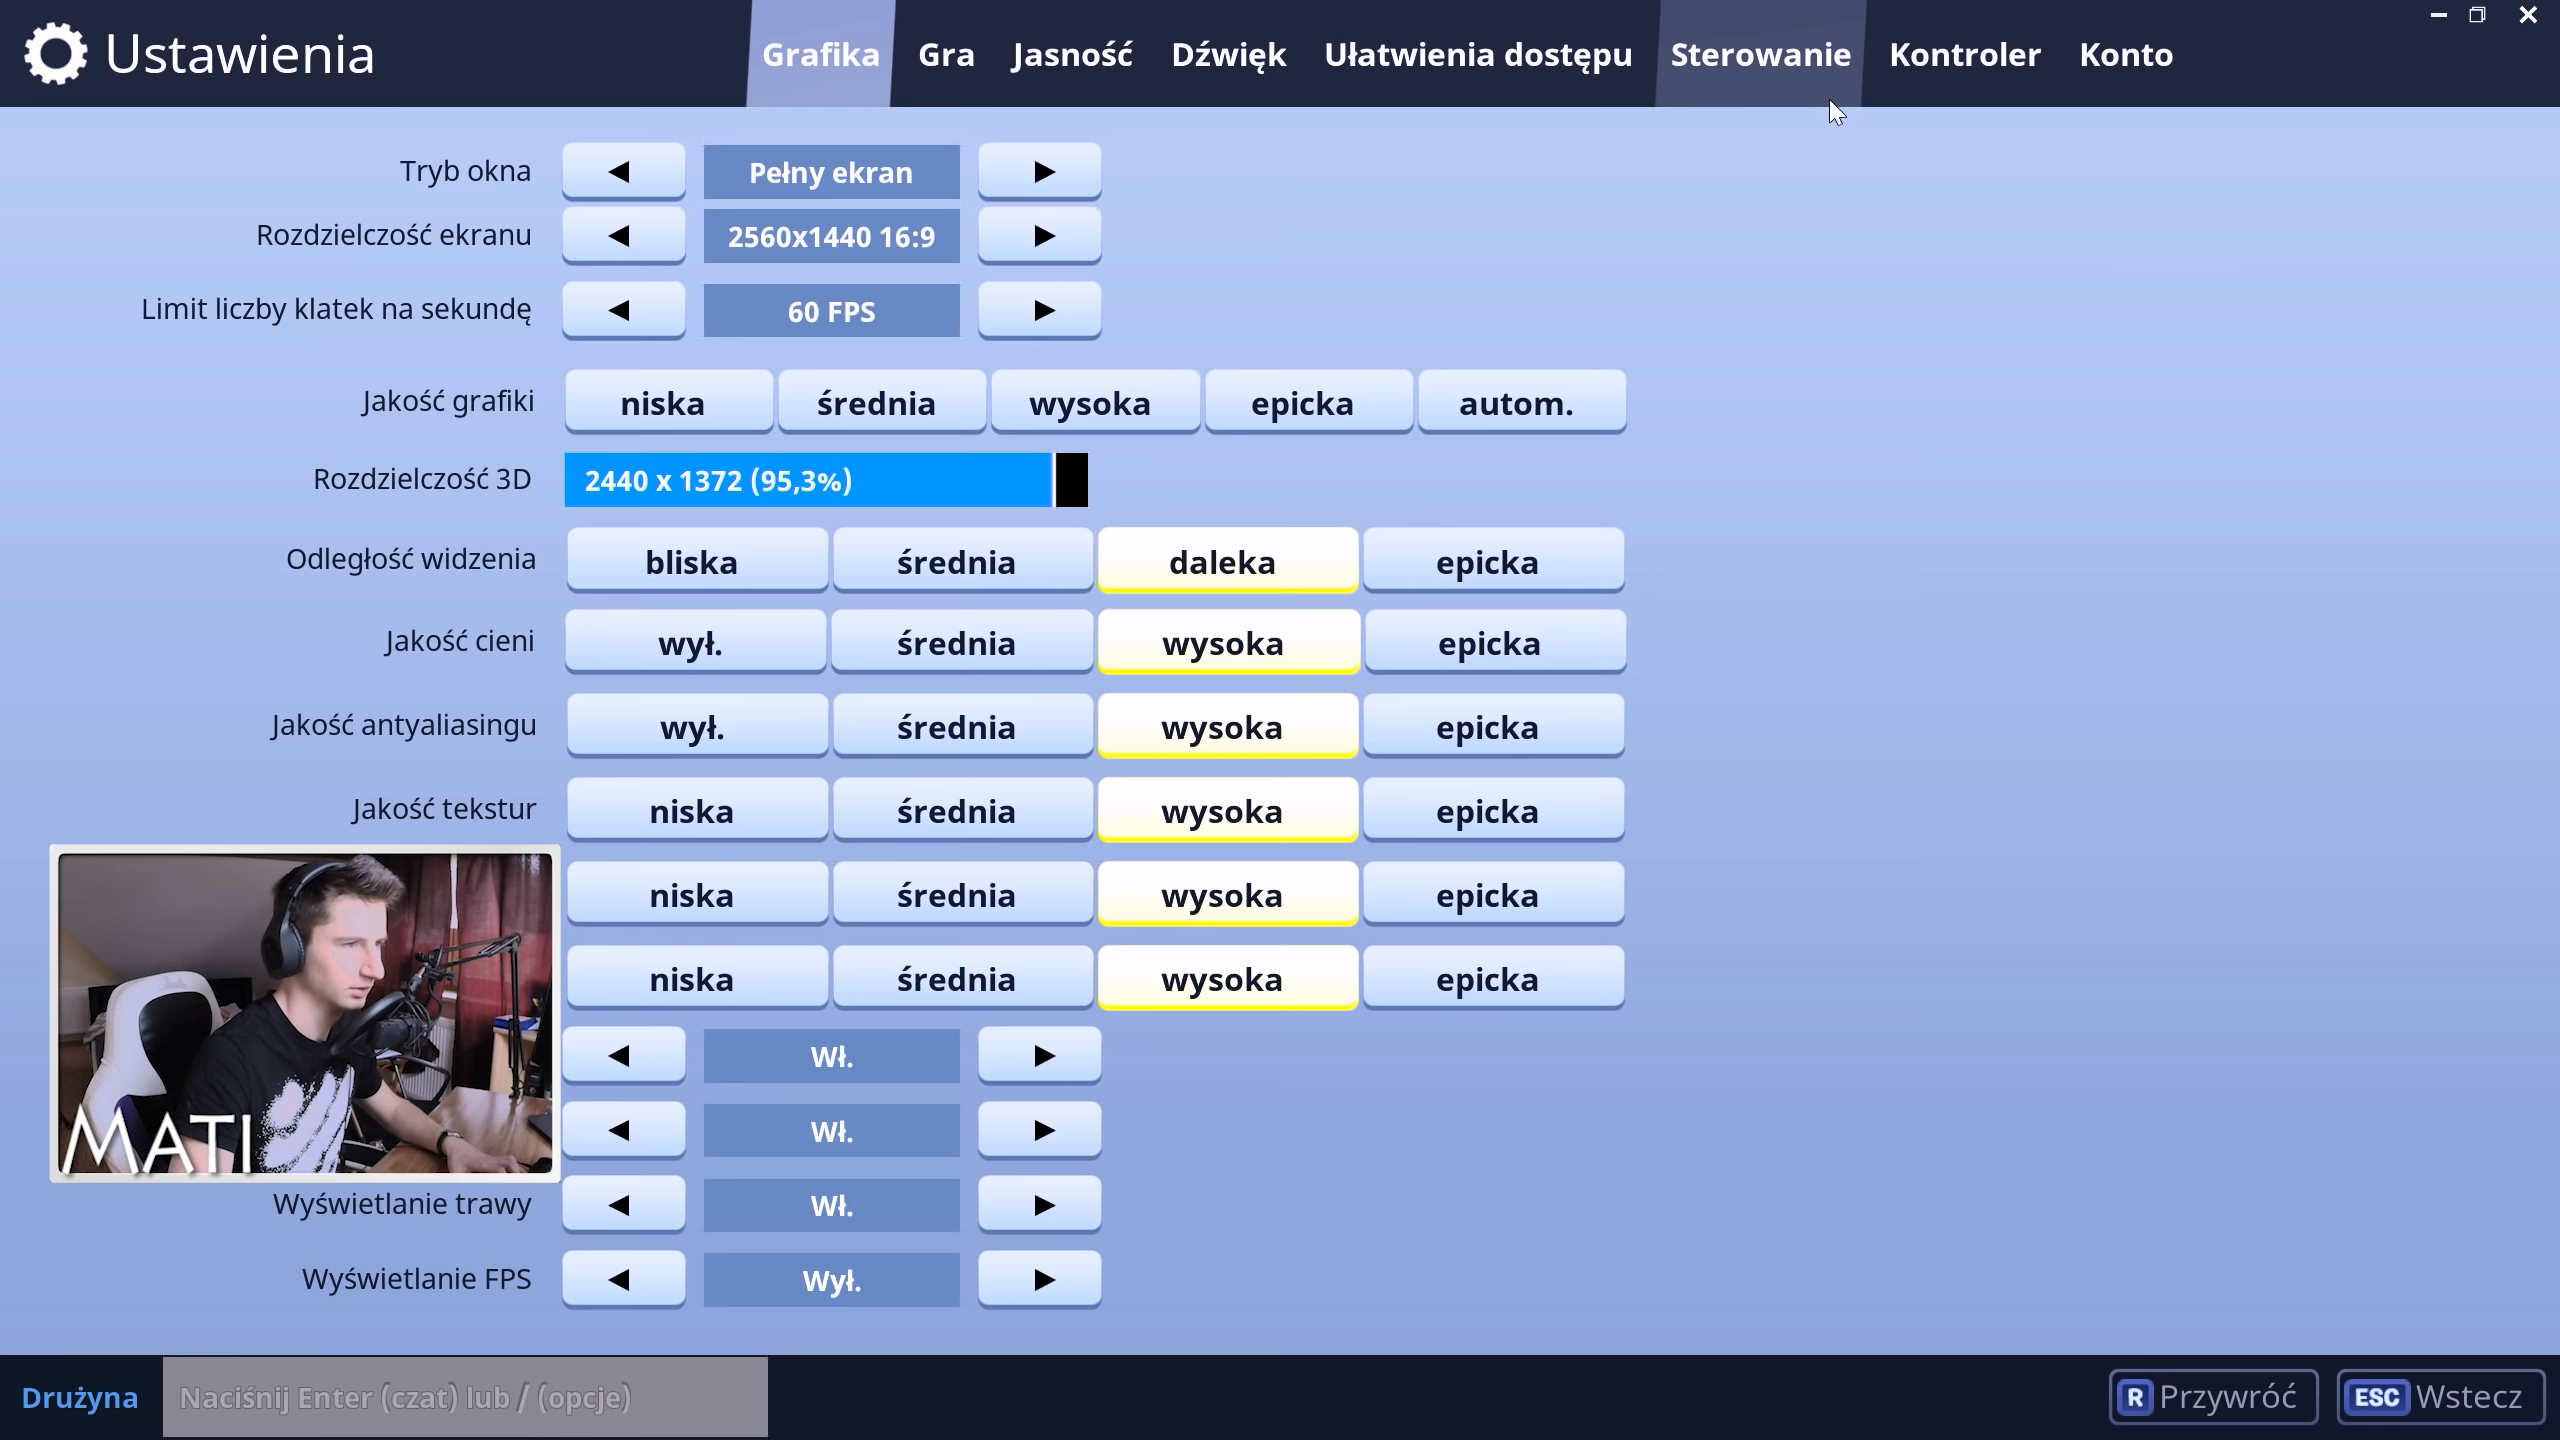 Ustawienia
Grafika Gra Jasność Dźwięk Ułatwienia dostępu Sterowanie Kontroler Konto
Tryb okna Pełny ekran
Rozdzielczość ekranu 2560x1440 16:9
Limit liczby klatek na sekundę 60 FPS
Jakość grafiki niska średnia wysoka epicka autom.
Rozdzielczość 3D 2440 x 1372 (95,3%)
Odległość widzenia bliska średnia daleka epicka
Jakość cieni wył. średnia wysoka epicka
Jakość antyaliasingu wył. średnia wysoka epicka
Jakość tekstur niska średnia wysoka epicka
niska średnia wysoka epicka
niska średnia wysoka epicka
Wł.
Wł.
MATI
Wyświetlanie trawy Wł.
Wyświetlanie FPS Wył.
Drużyna Naciśnij Enter (czat) lub / (opcje) R Przywróć ESC Wstecz